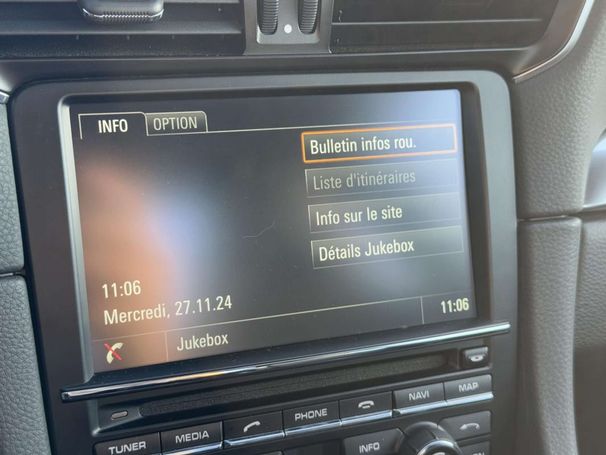 INFO OPTION
Bulletin infos rou.
Liste d'itinéraires
Info sur le site
Détails Jukebox
11:06
Mercredi, 27.11.24
Jukebox 11:06
TUNER MEDIA PHONE NAVI MAP
INFO